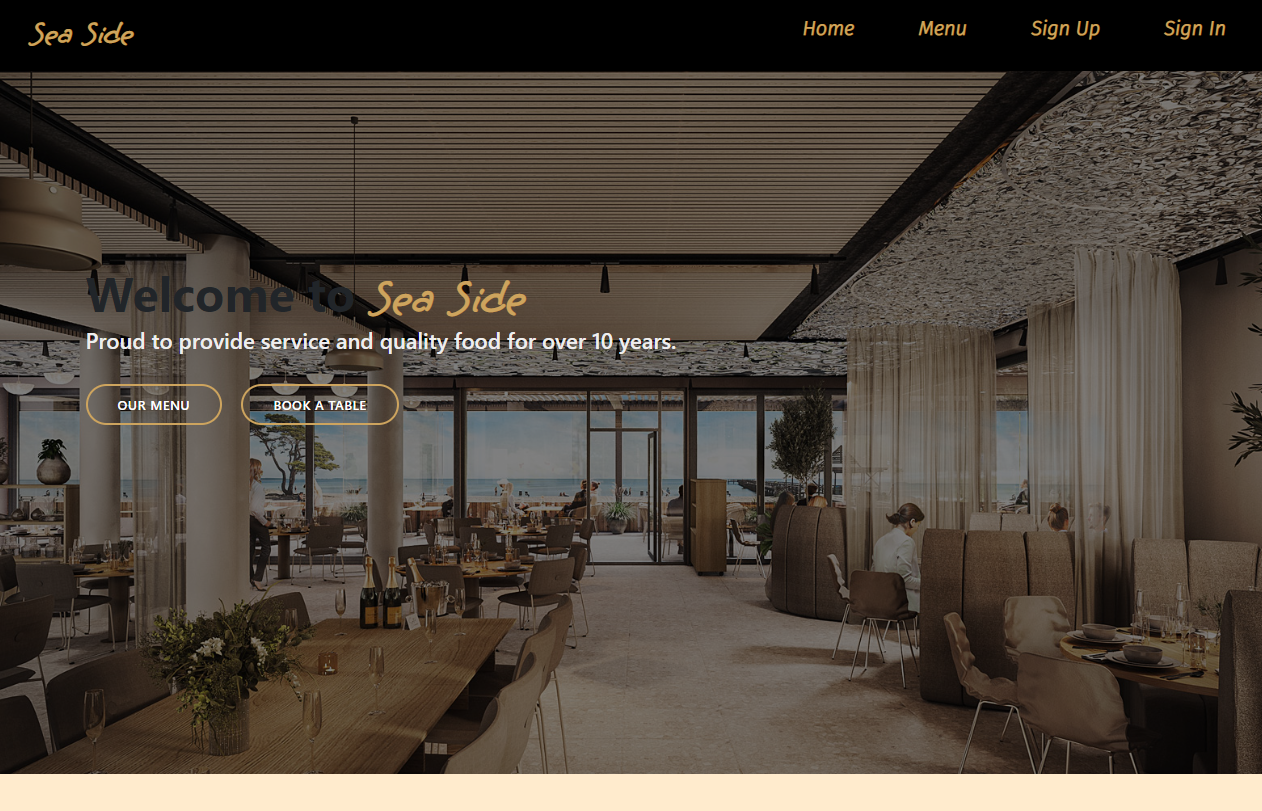 Sea Side
Home Menu Sign Up Sign In
Welcome to Sea Side
Proud to provide service and quality food for over 10 years.
OUR MENU BOOK A TABLE